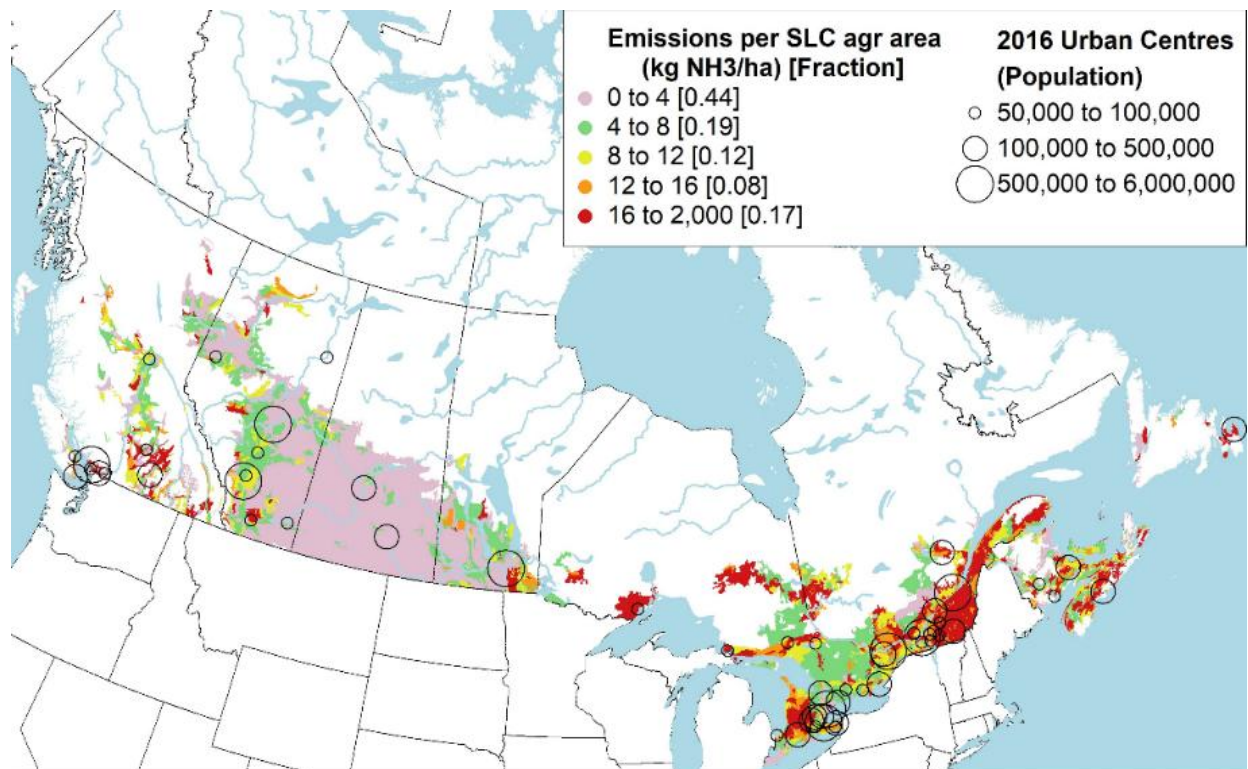 Emissions per SLC agr area
(kg NH3/ha) [Fraction]
0 to 4 [0.44]
4 to 8 [0.19]
8 to 12 [0.12]
12 to 16 [0.08]
16 to 2,000 [0.17]
2016 Urban Centres
(Population)
50,000 to 100,000
100,000 to 500,000
500,000 to 6,000,000